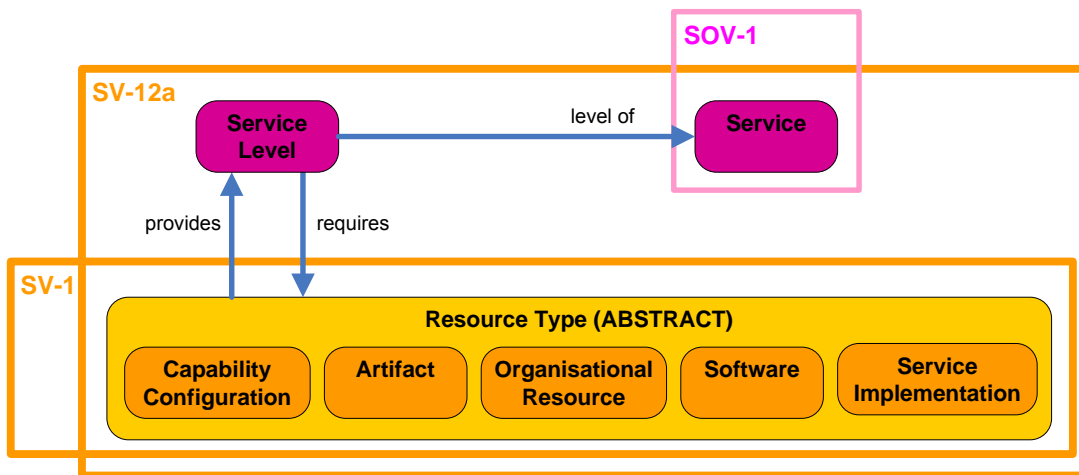 SOV-1
SV-12a
Service
Level
level of
Service
provides
requires
SV-1
Resource Type (ABSTRACT)
Capability
Configuration
Artifact
Organisational
Resource
Software
Service
Implementation